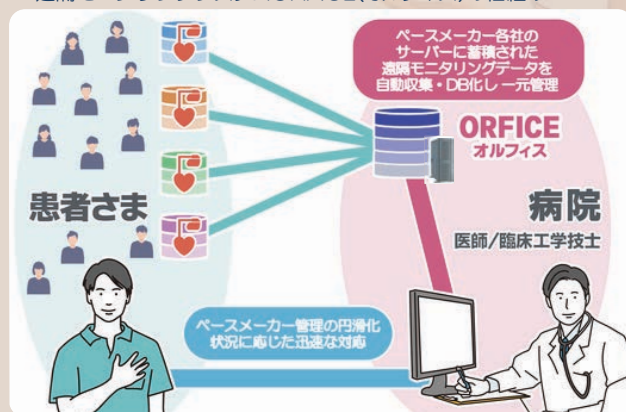 ペースメーカー各社の
サーバーに蓄積された
遠隔モニタリングデータを
自動収集・DB化し一元管理
ORFICE
オルフィス
患者さま
病院
医師/臨床工学技士
ペースメーカー管理の円滑化
状況に応じた迅速な対応